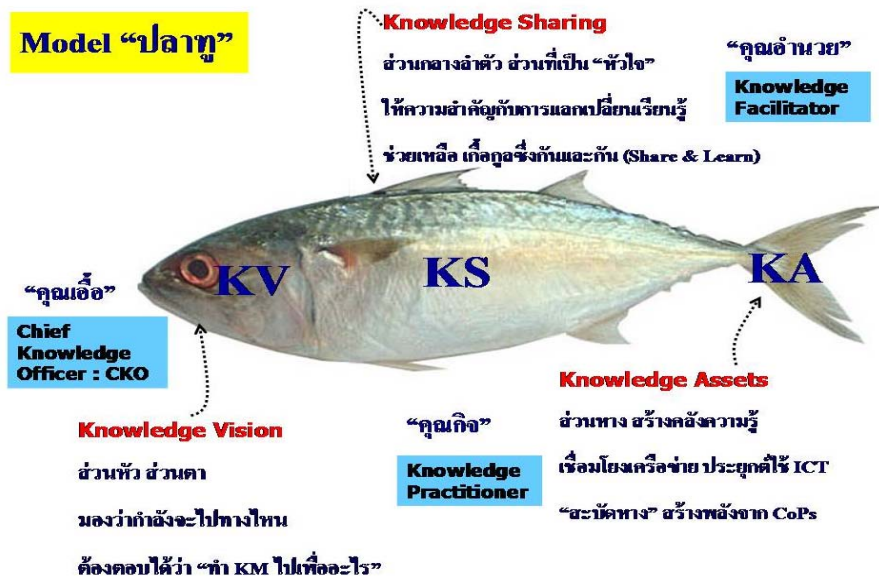 Model “ปลาทู”
Knowledge Sharing
ส่วนกลางลำตัว ส่วนที่เป็น “หัวใจ”
ให้ความสำคัญกับการแลกเปลี่ยนเรียนรู้
ช่วยเหลือ เกื้อกูลซึ่งกันและกัน (Share & Learn)
“คุณอำนวย”
Knowledge
Facilitator
KV
KS
KA
“คุณเอื้อ”
Chief
Knowledge
Officer : CKO
Knowledge Vision
ส่วนหัว ส่วนตา
มองว่ากำลังจะไปทางไหน
ต้องตอบได้ว่า “ทำ KM ไปเพื่ออะไร”
“คุณกิจ”
Knowledge
Practitioner
Knowledge Assets
ส่วนหาง สร้างคลังความรู้
เชื่อมโยงเครือข่าย ประยุกต์ใช้ ICT
“สะบัดหาง” สร้างพลังจาก CoPs